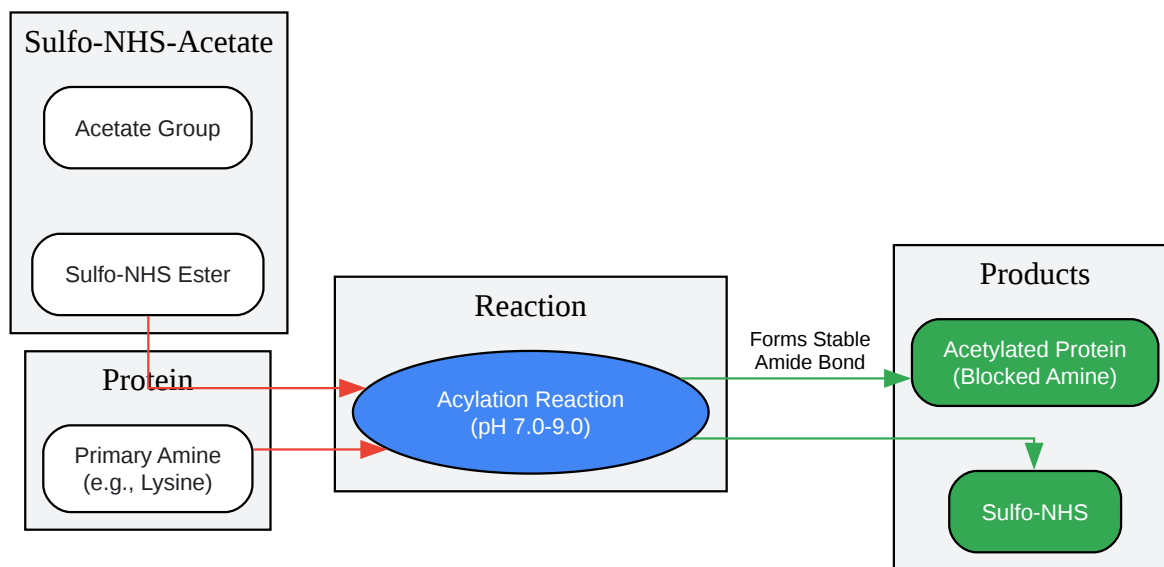 Sulfo-NHS-Acetate
Acetate Group
Sulfo-NHS Ester
Protein
Primary Amine
(e.g., Lysine)
Reaction
Acylation Reaction
(pH 7.0-9.0)
Forms Stable
Amide Bond
Products
Acetylated Protein
(Blocked Amine)
Sulfo-NHS